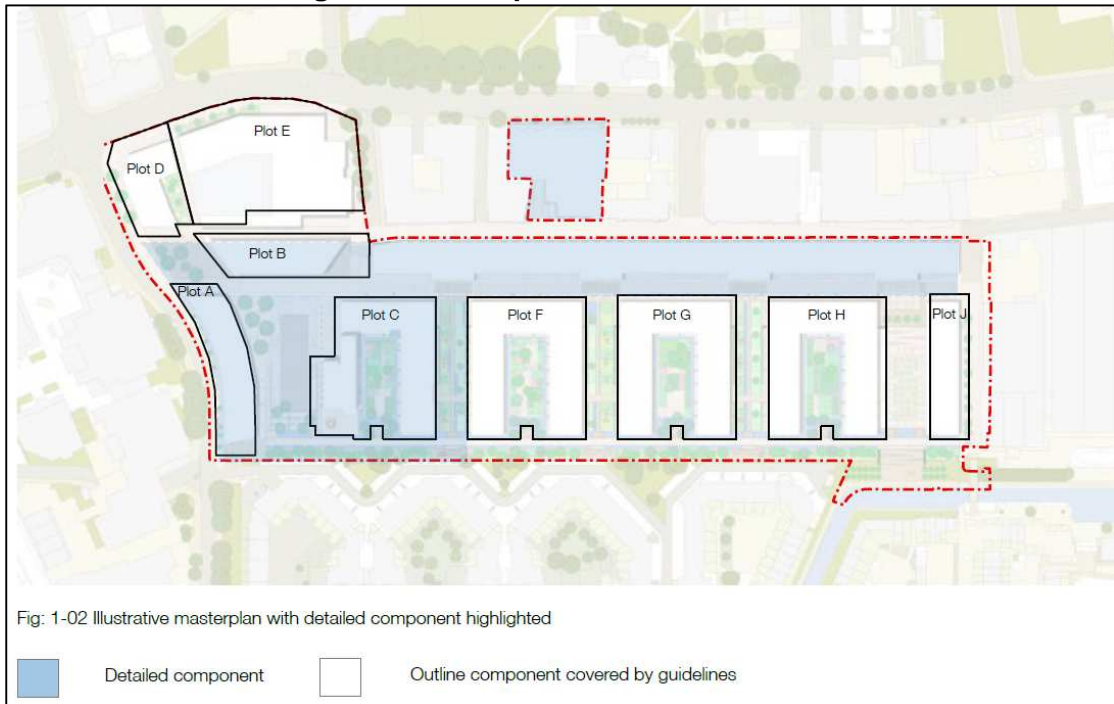 Plot E
Plot D
Plot B
Plot A
Plot C
Plot F
Plot G
Plot H
Plot J
Fig: 1-02 Illustrative masterplan with detailed component highlighted
Detailed component
Outline component covered by guidelines